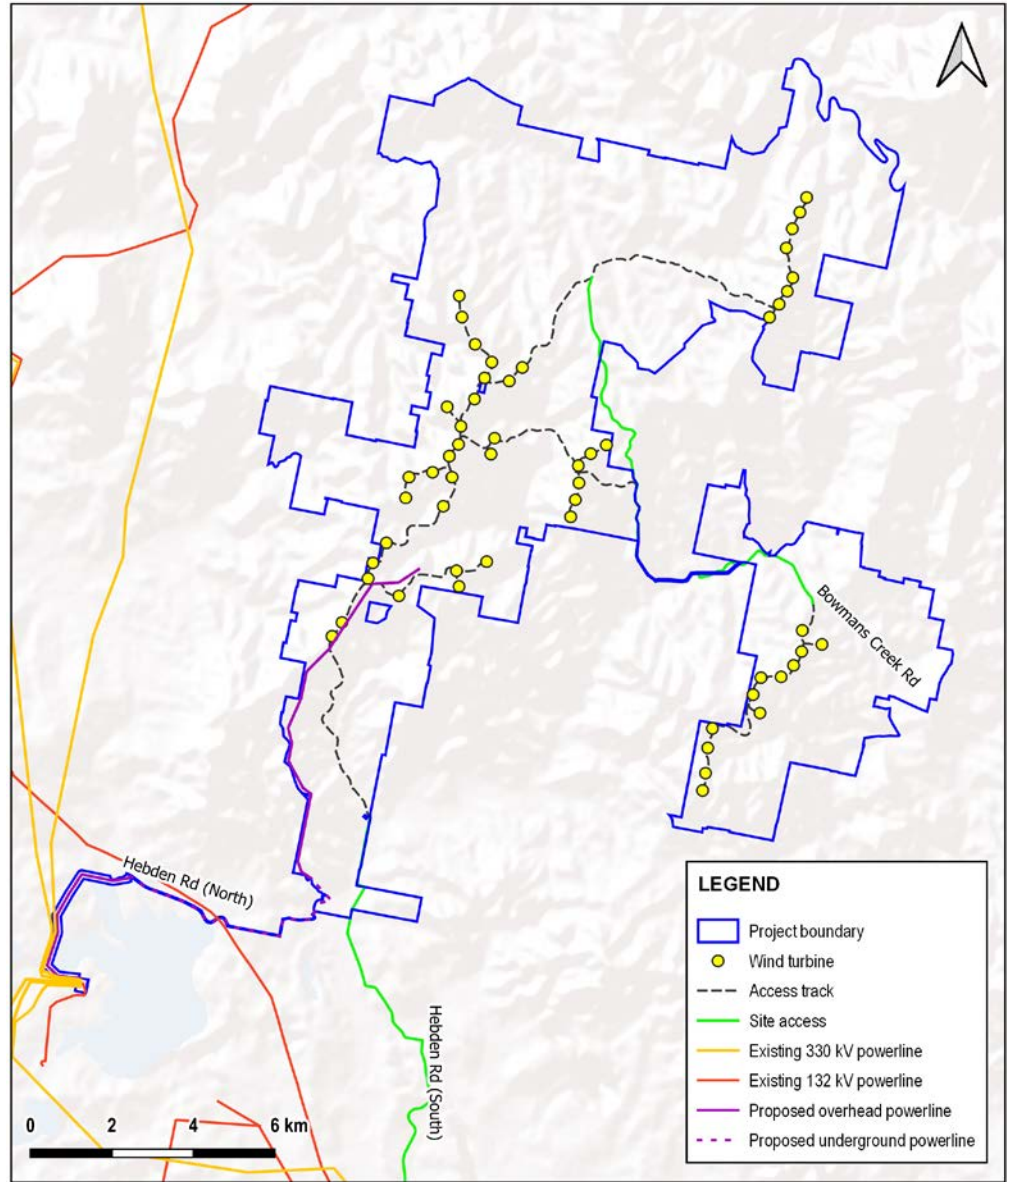 Bowmans Creek Rd
Hebden Rd (North)
Hebden Rd (South)
0 2 4 6 km
LEGEND
Project boundary
Wind turbine
Access track
Site access
Existing 330 kV powerline
Existing 132 kV powerline
Proposed overhead powerline
Proposed underground powerline